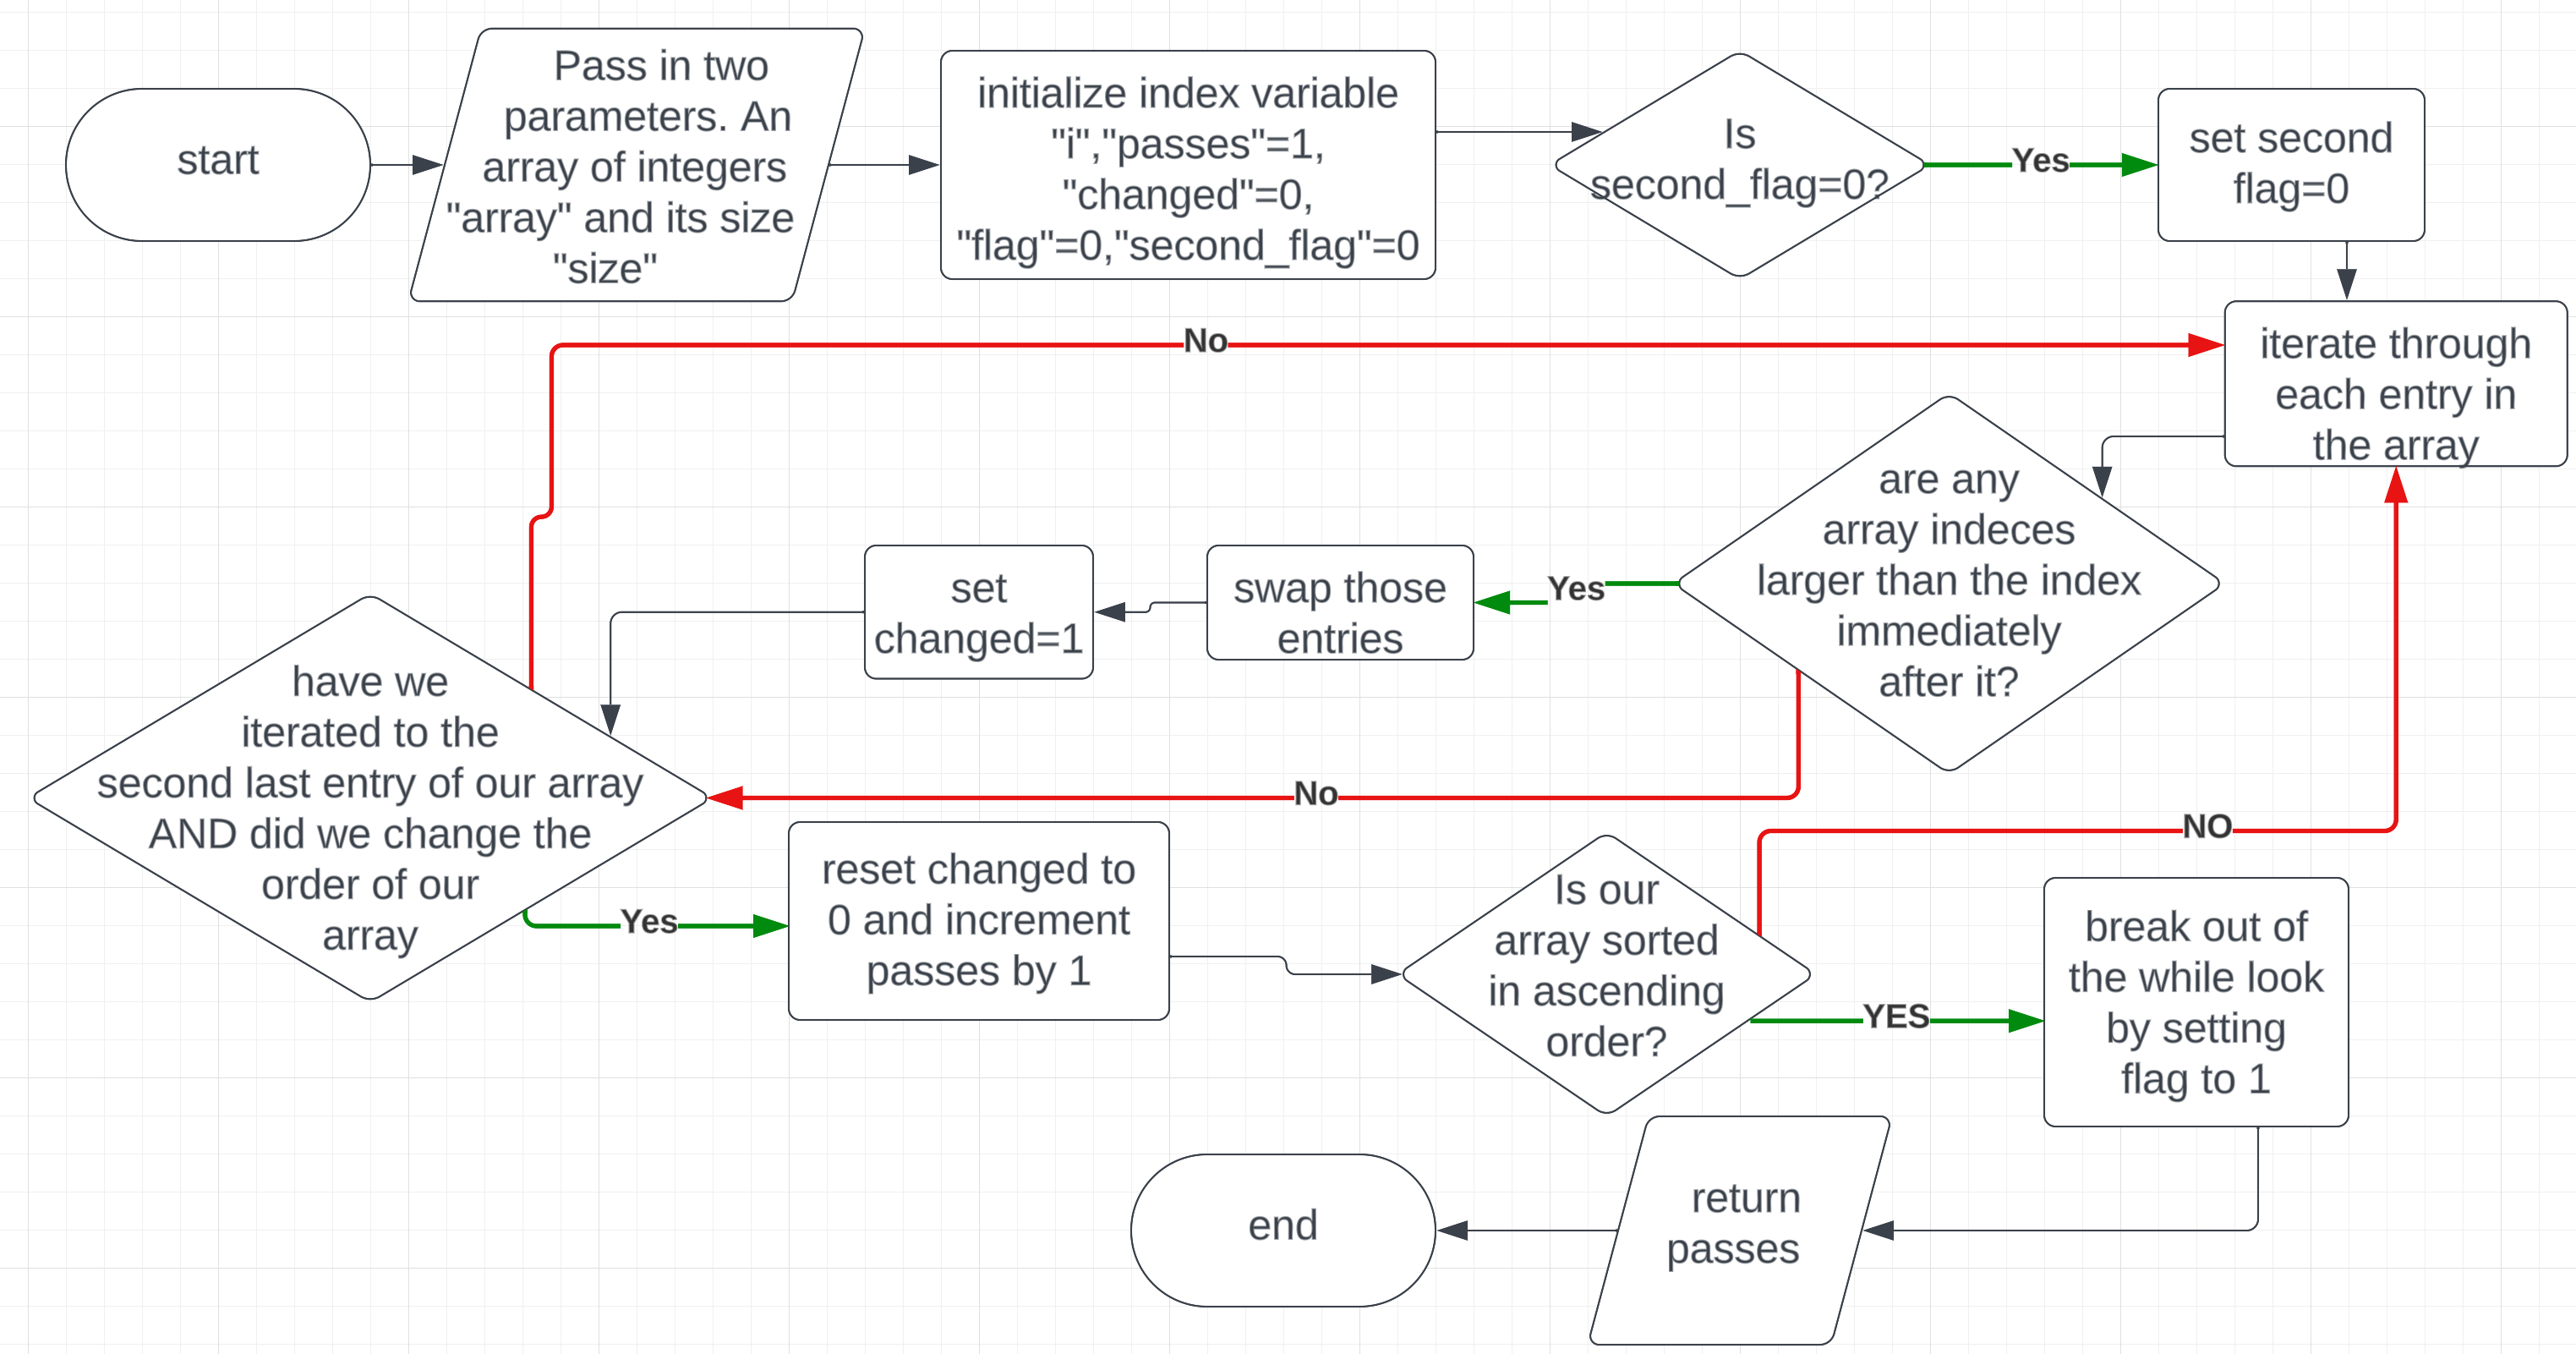 start
Pass in two
parameters. An
array of integers
"array" and its size
"size"
initialize index variable
"i","passes"=1,
"changed"=0,
"flag"=0,"second_flag"=0
Is
second_flag=0?
Yes
set second
flag=0
No
iterate through
each entry in
the array
are any
array indeces
larger than the index
immediately
after it?
Yes
swap those
entries
set
changed=1
No
have we
iterated to the
second last entry of our array
AND did we change the
order of our
array
Yes
reset changed to
0 and increment
passes by 1
Is our
array sorted
in ascending
order?
NO
YES
break out of
the while look
by setting
flag to 1
return
passes
end